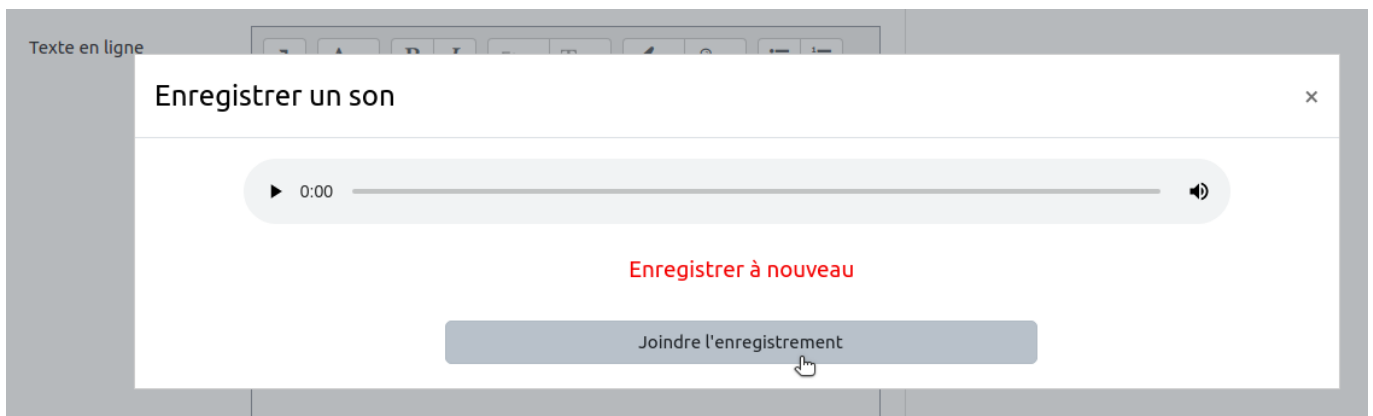 Texte en ligne
Enregistrer un son
×
0:00
Enregistrer à nouveau
Joindre l'enregistrement